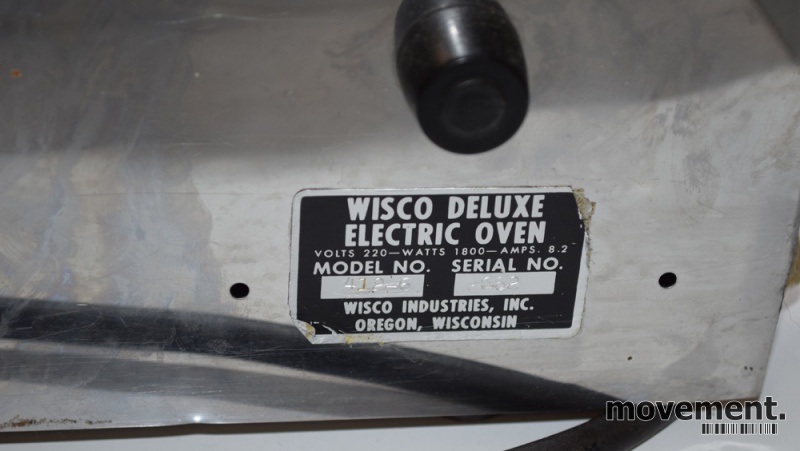 WISCO DELUXE
ELECTRIC OVEN
VOLTS 220—WATTS 1800—AMPS. 8.2
MODEL NO. SERIAL NO.
WISCO INDUSTRIES, INC.
OREGON, WISCONSIN
movement.